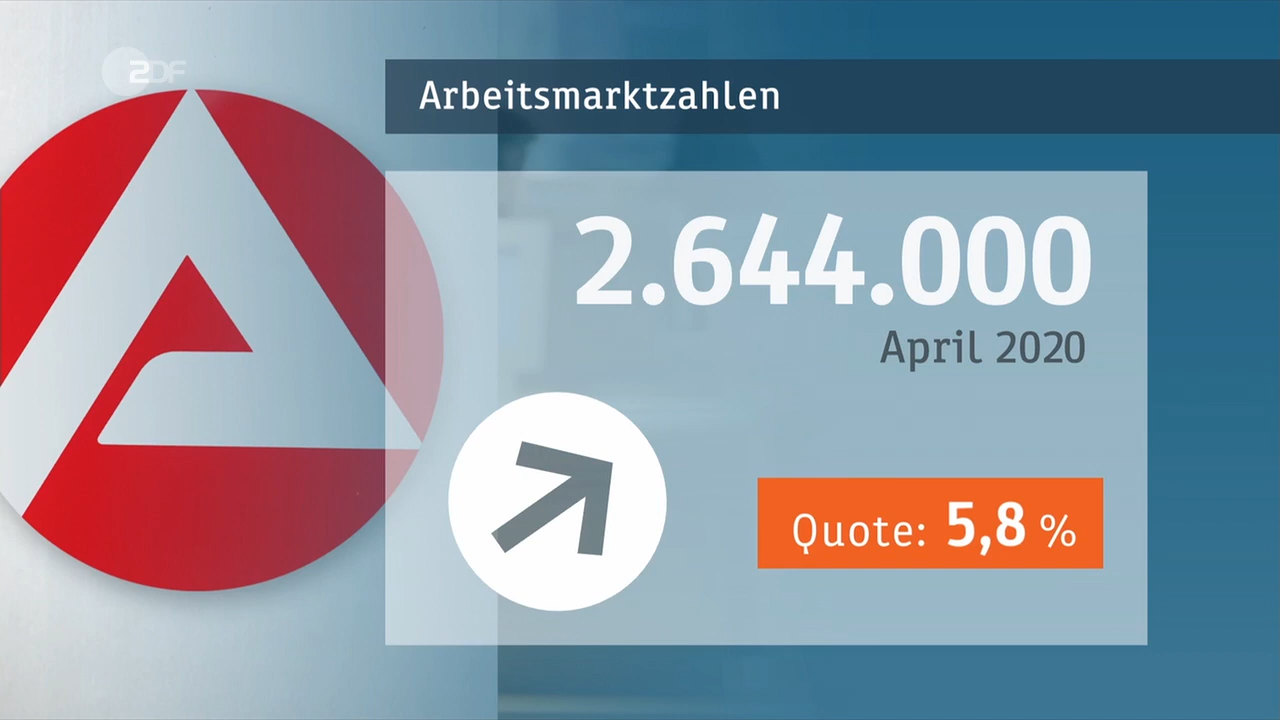 ZDF
Arbeitsmarktzahlen
2.644.000
April 2020
Quote: 5,8 %